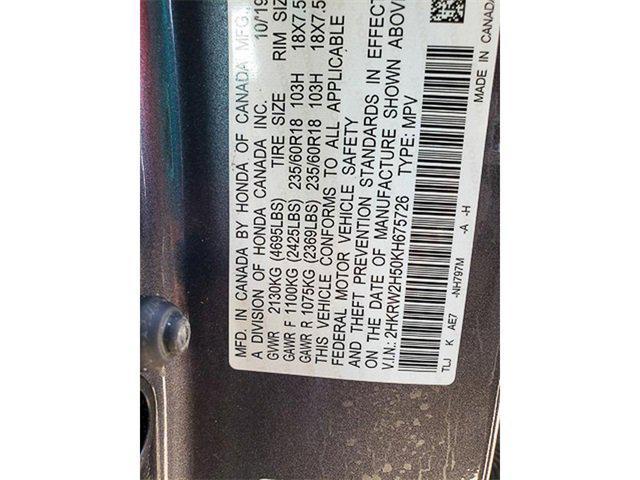 MFD. IN CANADA BY HONDA OF CANADA MFG.
A DIVISION OF HONDA CANADA INC. 10/19
GVWR 2130KG (4695LBS) TIRE SIZE RIM SIZE
GAWR F 1100KG (2425LBS) 235/60R18 103H 18X7.5
GAWR R 1075KG (2369LBS) 235/60R18 103H 18X7.5
THIS VEHICLE CONFORMS TO ALL APPLICABLE
FEDERAL MOTOR VEHICLE SAFETY
AND THEFT PREVENTION STANDARDS IN EFFECT
ON THE DATE OF MANUFACTURE SHOWN ABOVE
V.I.N.: 2HKRW2H50KH675726 TYPE: MPV
TLJ K AE7 -NH797M -A -H MADE IN CANADA